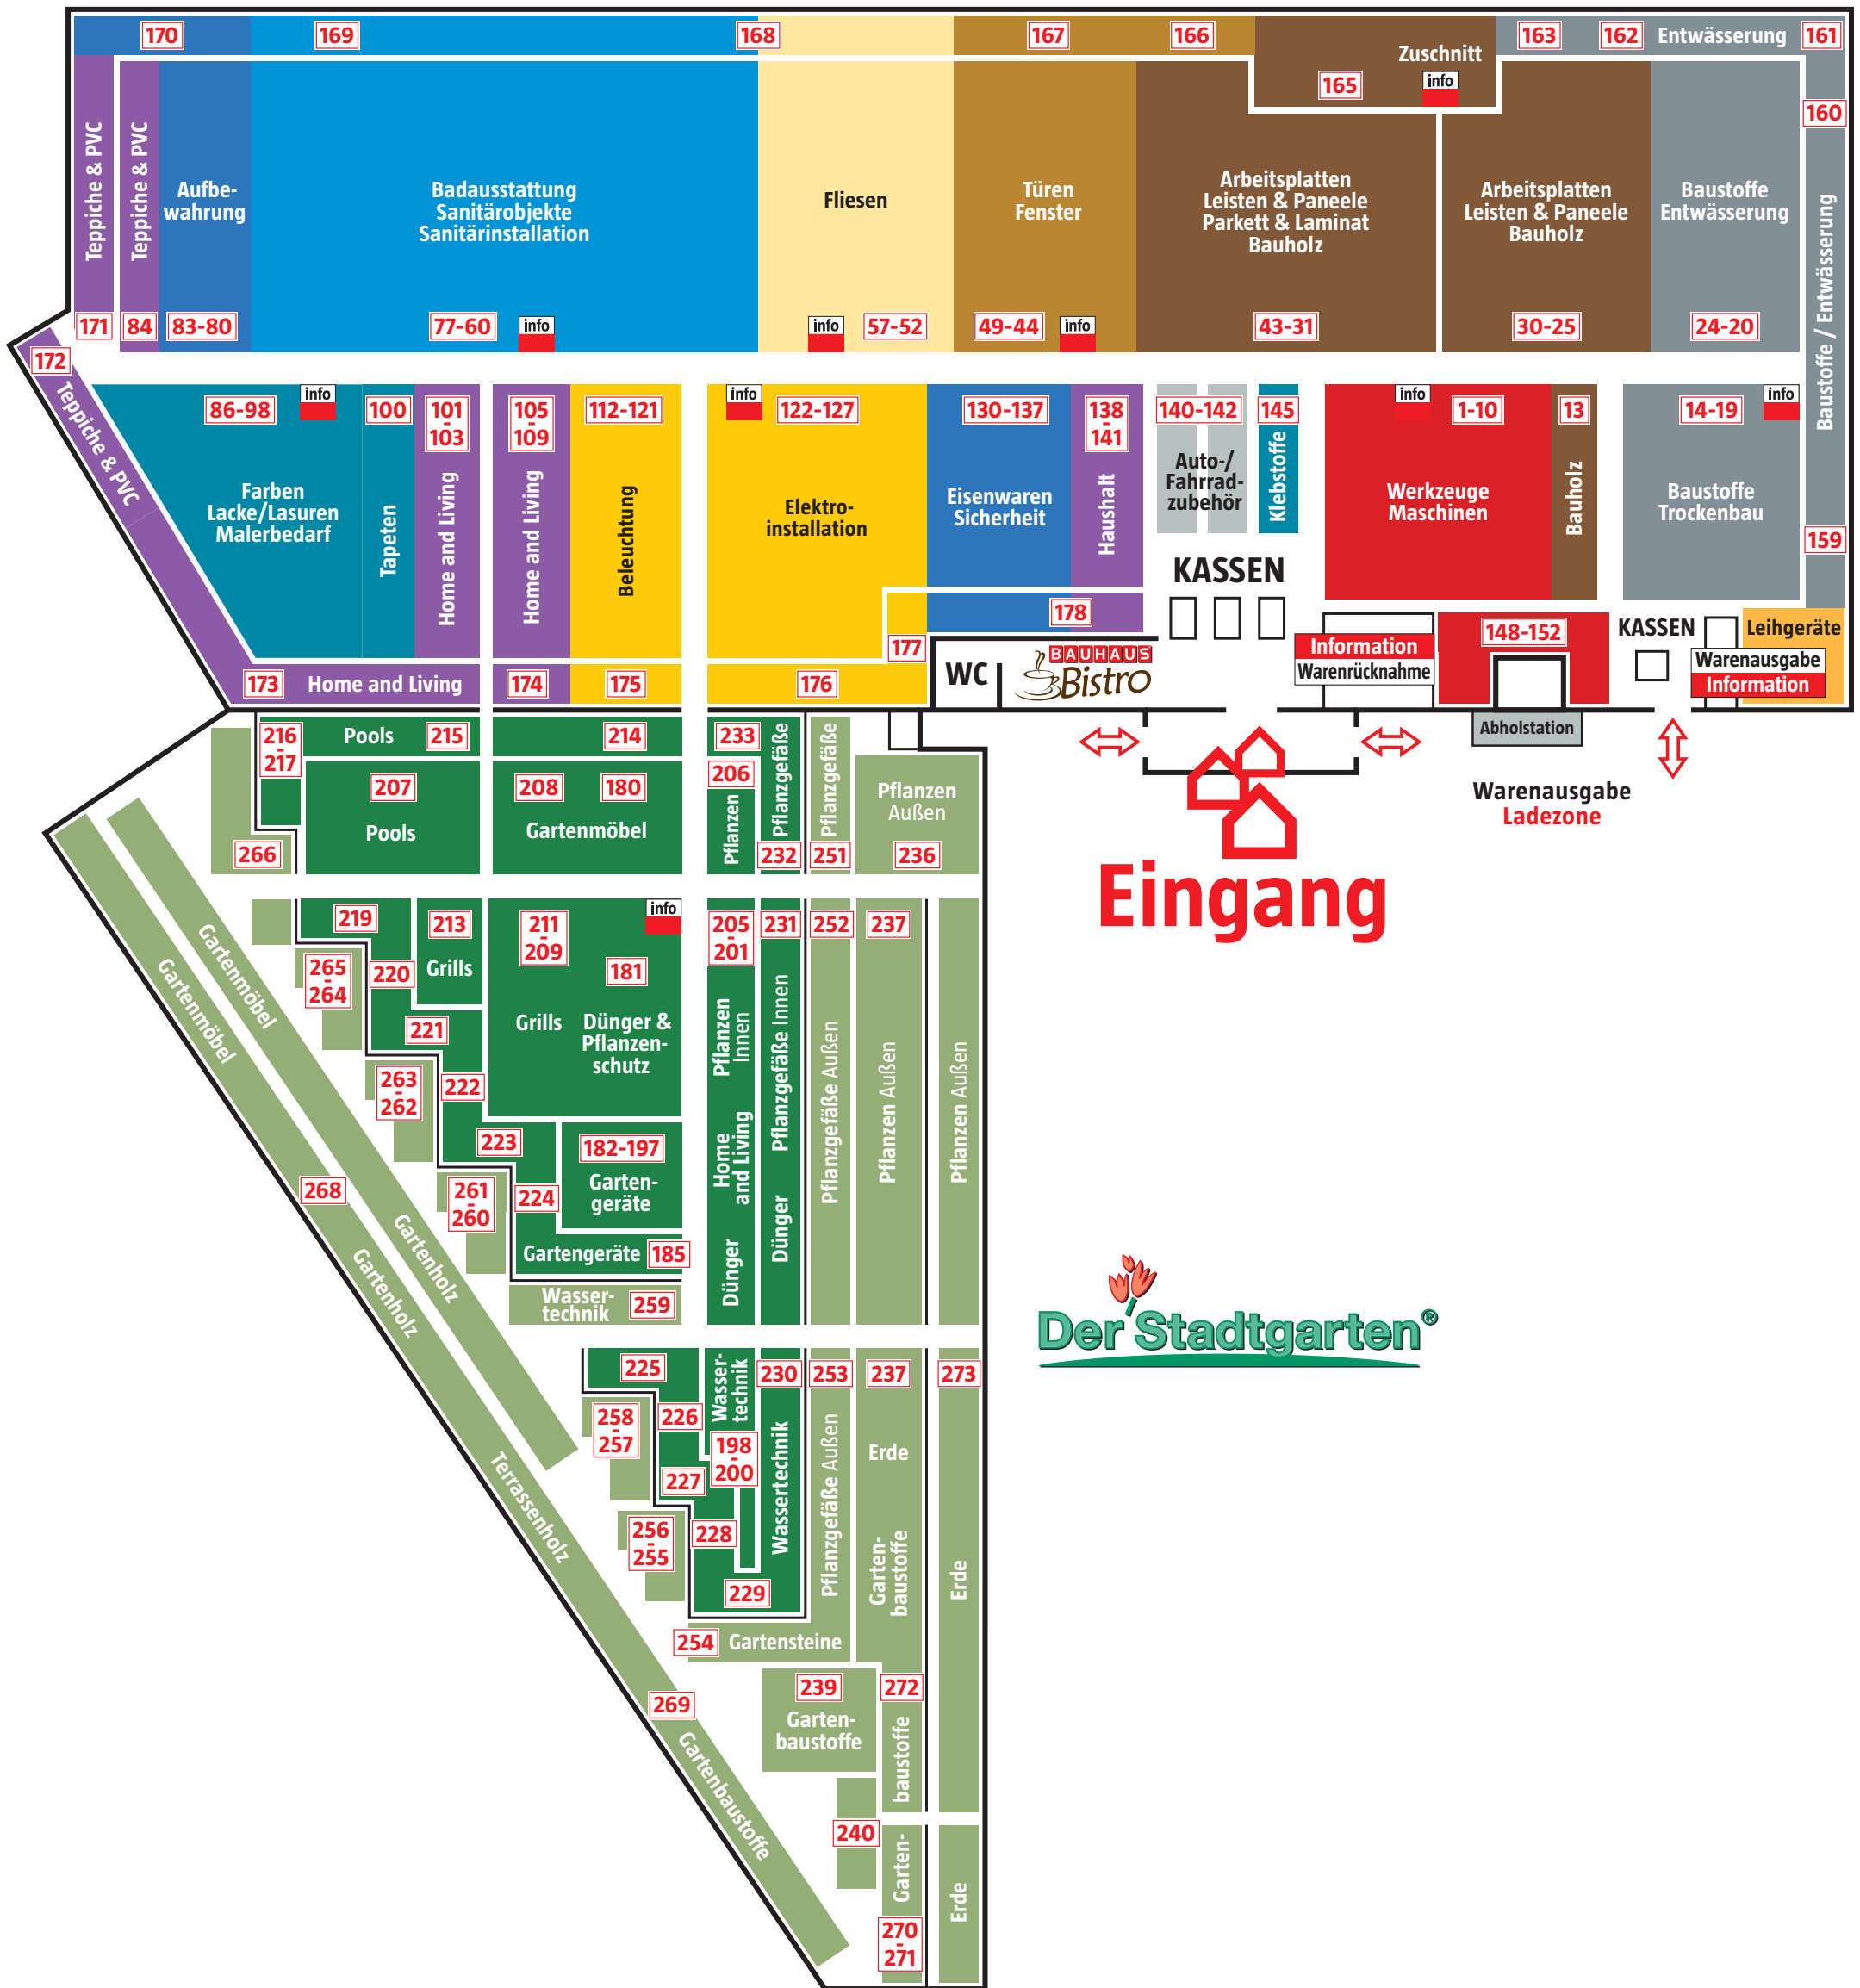 170
169
168
167
166
Zuschnitt
165
info
163
162
Entwässerung
161
160
Teppiche & PVC
Teppiche & PVC
Aufbe-
wahrung
Badausstattung
Sanitärobjekte
Sanitärinstallation
Fliesen
Türen
Fenster
Arbeitsplatten
Leisten & Paneele
Parkett & Laminat
Bauholz
Arbeitsplatten
Leisten & Paneele
Bauholz
Baustoffe
Entwässerung
Baustoffe / Entwässerung
171
84
83-80
77-60
info
info
57-52
49-44
info
43-31
30-25
24-20
172
Teppiche & PVC
86-98
info
Farben
Lacke/Lasuren
Malerbedarf
100
Tapeten
101
-
103
Home and Living
105
-
109
Home and Living
112-121
Beleuchtung
info
122-127
Elektro-
installation
130-137
Eisenwaren
Sicherheit
138
-
141
Haushalt
140-142
Auto-/
Fahrrad-
zubehör
145
Klebstoffe
info
1-10
Werkzeuge
Maschinen
13
Bauholz
14-19
info
Baustoffe
Trockenbau
159
KASSEN
178
177
WC
BAUHAUS
Bistro
Information
Warenrücknahme
148-152
KASSEN
Leihgeräte
Warenausgabe
Information
173
Home and Living
174
175
176
Abholstation
Warenausgabe
Ladezone
Eingang
216
-
217
Pools
215
214
233
Pflanzgefäße
Pflanzgefäße
207
Pools
208
180
Gartenmöbel
206
Pflanzen
232
251
Pflanzen
Außen
236
266
219
213
Grills
220
265
-
264
221
211
-
209
info
181
Grills
Dünger &
Pflanzen-
schutz
205
-
201
Pflanzen
Innen
Home
and Living
Dünger
231
Pflanzgefäße Innen
Dünger
252
Pflanzgefäße Außen
237
Pflanzen Außen
Pflanzen Außen
Gartenmöbel
Gartenmöbel
263
-
262
222
223
182-197
Garten-
geräte
268
261
-
260
224
Gartengeräte
185
Gartenholz
Gartenholz
Wasser-
technik
259
Der Stadtgarten®
225
Wasser-
technik
230
253
237
273
258
-
257
226
198
-
200
227
Wassertechnik
Pflanzgefäße Außen
Erde
Garten-
baustoffe
Erde
Terrassenholz
256
-
255
228
229
254
Gartensteine
239
Garten-
baustoffe
272
baustoffe
269
Gartenbaustoffe
240
Garten-
Erde
270
-
271